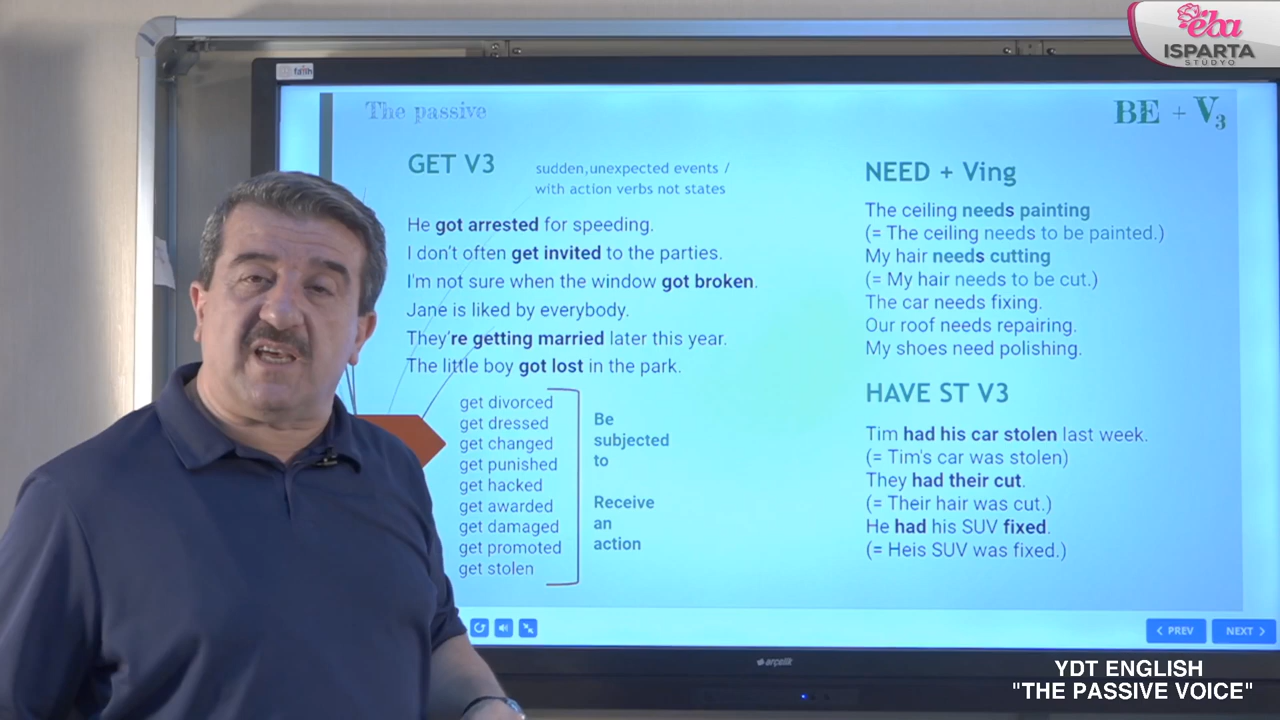 eba
ISPARTA
STÜDYO
fatih
The passive
BE + V3
GET V3
sudden,unexpected events /
with action verbs not states
He got arrested for speeding.
I don't often get invited to the parties.
I'm not sure when the window got broken.
Jane is liked by everybody.
They're getting married later this year.
The little boy got lost in the park.
get divorced
get dressed
get changed
get punished
get hacked
get awarded
get damaged
get promoted
get stolen
Be
subjected
to
Receive
an
action
NEED + Ving
The ceiling needs painting
(= The ceiling needs to be painted.)
My hair needs cutting
(= My hair needs to be cut.)
The car needs fixing.
Our roof needs repairing.
My shoes need polishing.
HAVE ST V3
Tim had his car stolen last week.
(= Tim's car was stolen)
They had their cut.
(= Their hair was cut.)
He had his SUV fixed.
(= Heis SUV was fixed.)
PREV
NEXT
arçelik
YDT ENGLISH
"THE PASSIVE VOICE"